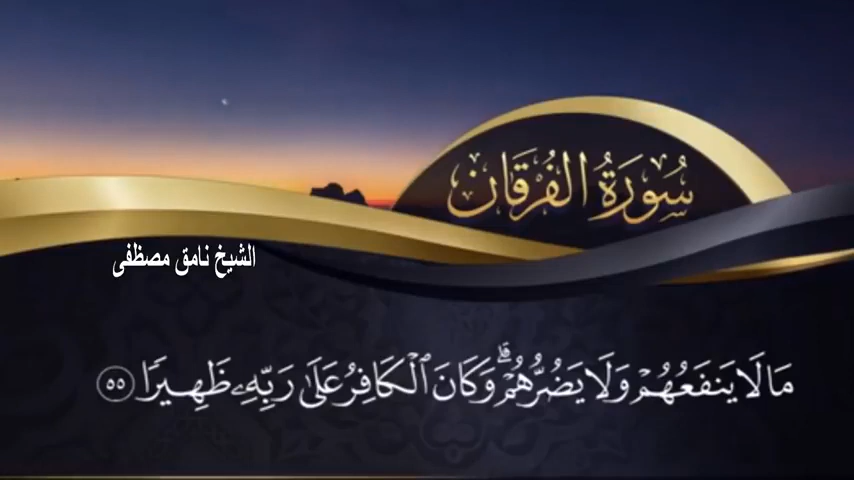 سُورَةُ الفُرقَان
الشيخ نامق مصطفى
مَا لَا يَنفَعُهُمْ وَلَا يَضُرُّهُمْۗ وَكَانَ ٱلْكَافِرُ عَلَىٰ رَبِّهِۦ ظَهِيرًا ۝٥٥